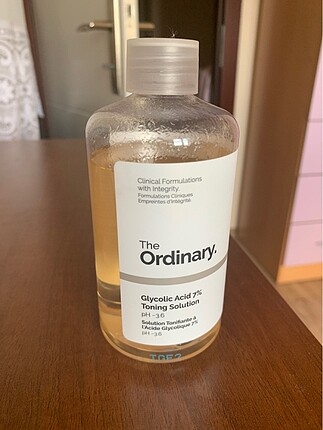 Clinical Formulations
with Integrity.
Formulations Cliniques
Empreintes d'Intégrité.
The
Ordinary.
Glycolic Acid 7%
Toning Solution
pH ~3.6
Solution Tonifiante à
l'Acide Glycolique 7%
pH ~3.6